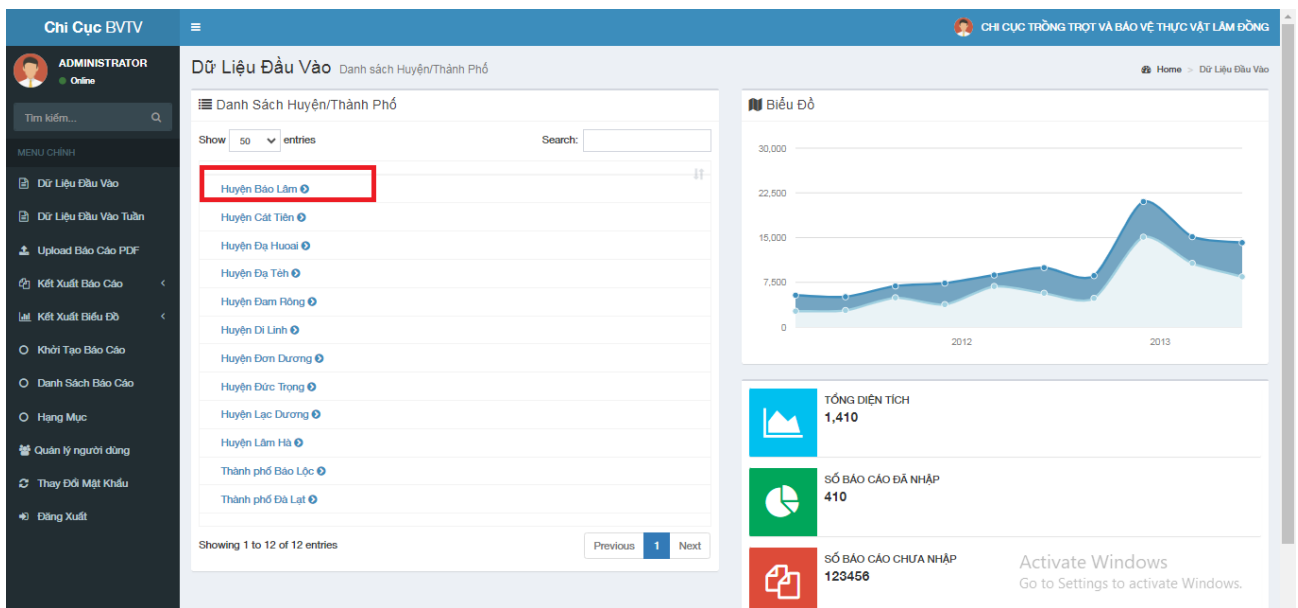 Chi Cục BVTV
CHI CỤC TRỒNG TRỌT VÀ BẢO VỆ THỰC VẬT LÂM ĐỒNG
ADMINISTRATOR
Online
Tìm kiếm...
MENU CHÍNH
Dữ Liệu Đầu Vào
Dữ Liệu Đầu Vào Tuần
Upload Báo Cáo PDF
Kết Xuất Báo Cáo
Kết Xuất Biểu Đồ
Khởi Tạo Báo Cáo
Danh Sách Báo Cáo
Hạng Mục
Quản lý người dùng
Thay Đổi Mật Khẩu
Đăng Xuất
Dữ Liệu Đầu Vào Danh sách Huyện/Thành Phố
Home > Dữ Liệu Đầu Vào
Danh Sách Huyện/Thành Phố
Show 50 entries
Search:
Huyện Bảo Lâm
Huyện Cát Tiên
Huyện Đạ Huoai
Huyện Đạ Tẻh
Huyện Đam Rông
Huyện Di Linh
Huyện Đơn Dương
Huyện Đức Trọng
Huyện Lạc Dương
Huyện Lâm Hà
Thành phố Bảo Lộc
Thành phố Đà Lạt
Showing 1 to 12 of 12 entries
Previous 1 Next
Biểu Đồ
30,000
22,500
15,000
7,500
0
2012 2013
TỔNG DIỆN TÍCH
1,410
SỐ BÁO CÁO ĐÃ NHẬP
410
SỐ BÁO CÁO CHƯA NHẬP
123456
Activate Windows
Go to Settings to activate Windows.